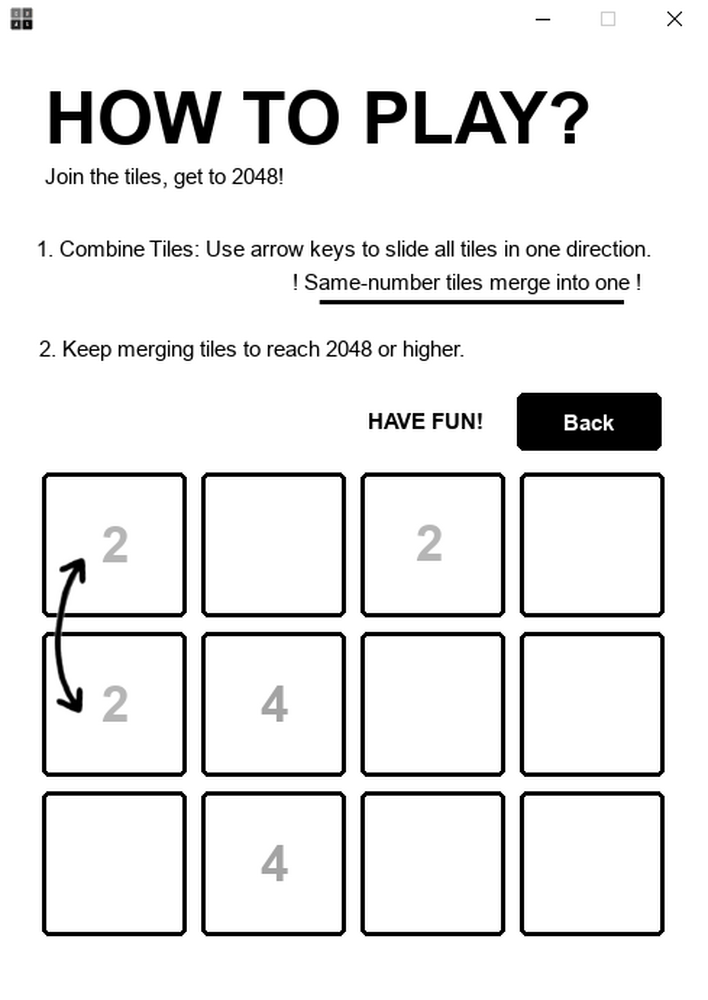 HOW TO PLAY?
Join the tiles, get to 2048!
1. Combine Tiles: Use arrow keys to slide all tiles in one direction.
! Same-number tiles merge into one !
2. Keep merging tiles to reach 2048 or higher.
HAVE FUN! Back
2 2
2 4
4